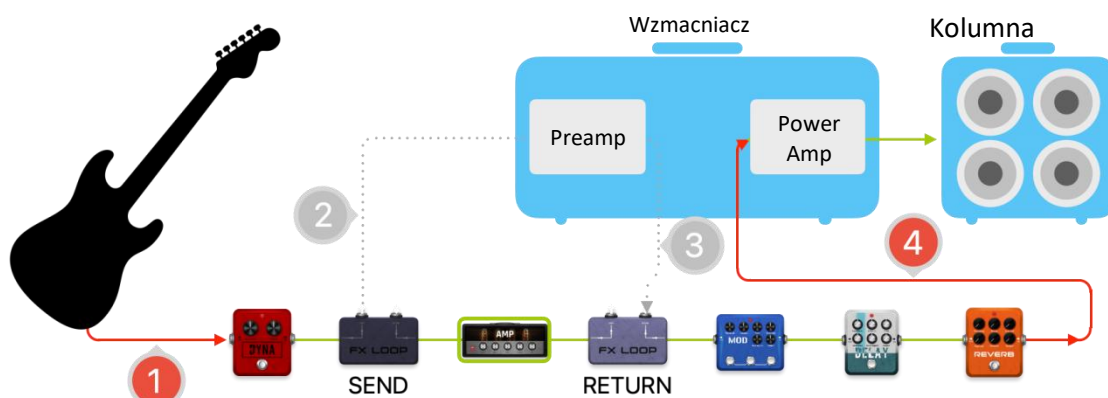 Wzmacniacz
Kolumna
Preamp
Power
Amp
2
3
4
1
DYNA
FX LOOP
AMP
FX LOOP
MOD
DELAY
REVERB
SEND
RETURN